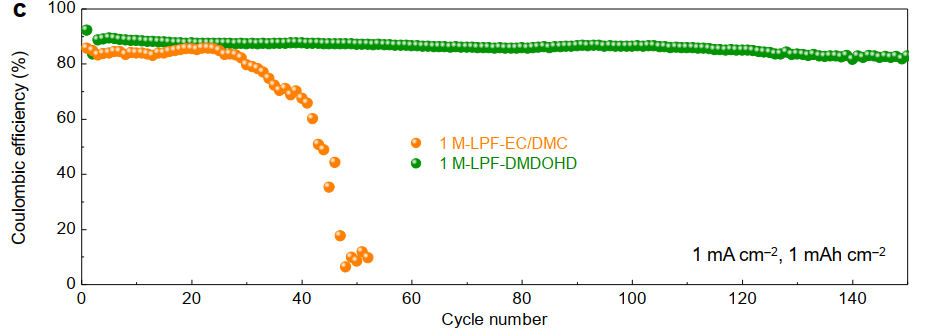 c
100
80
60
40
20
0
Coulombic efficiency (%)
1 M-LPF-EC/DMC
1 M-LPF-DMDOHD
1 mA cm⁻², 1 mAh cm⁻²
0 20 40 60 80 100 120 140
Cycle number